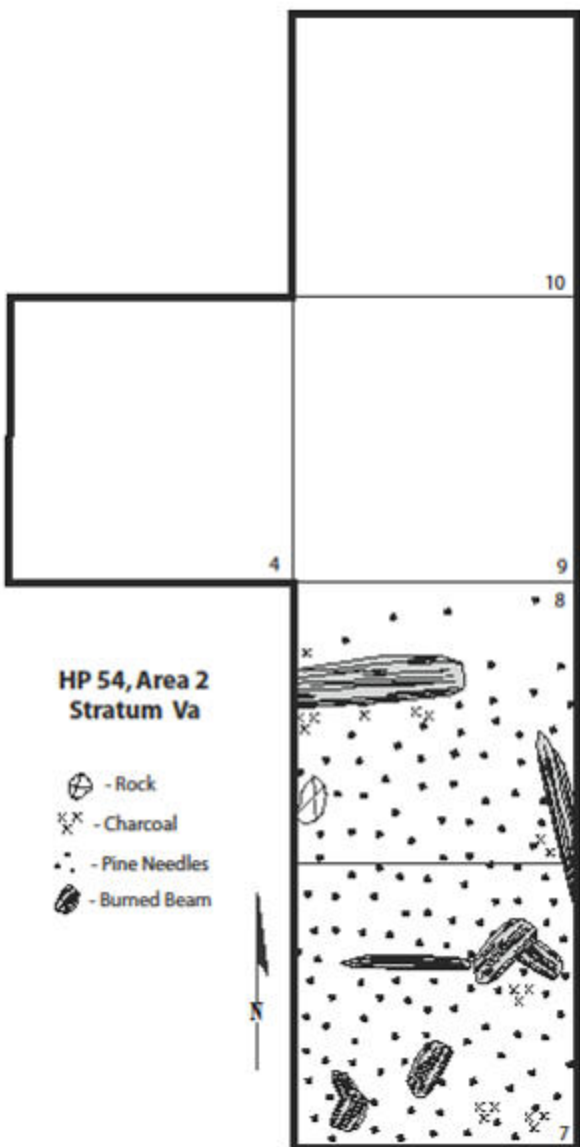 10
4
9
8
HP 54, Area 2
Stratum Va
- Rock
- Charcoal
- Pine Needles
- Burned Beam
N
7